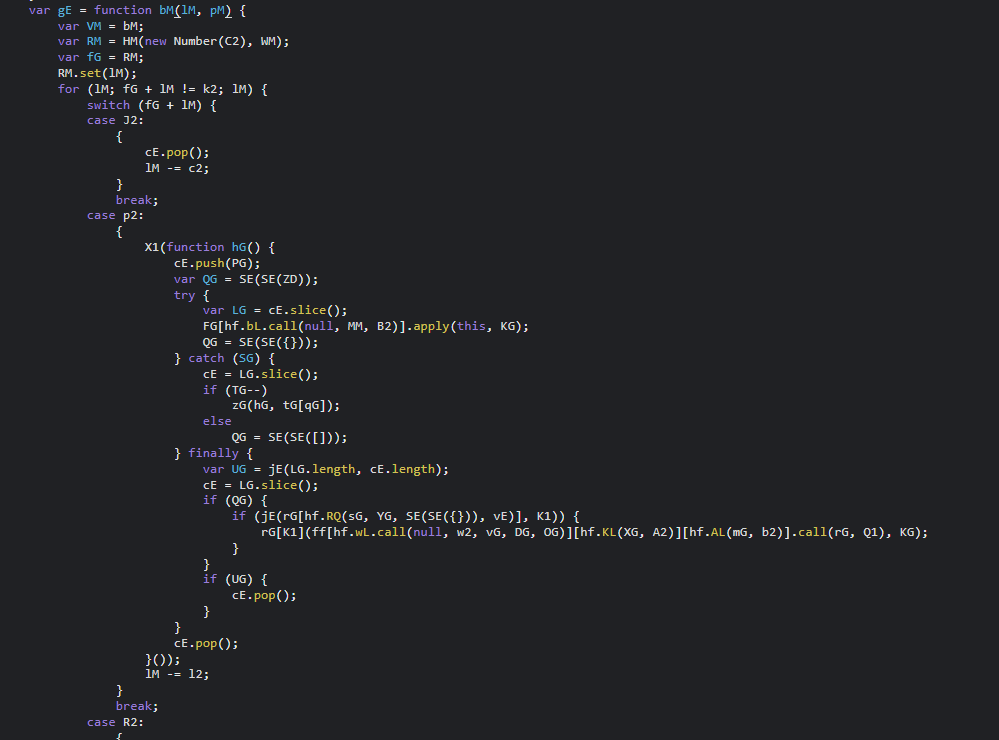 var gE = function bM(lM, pM) {
var VM = bM;
var RM = HM(new Number(C2), WM);
var fG = RM;
RM.set(lM);
for (lM; fG + lM != k2; lM) {
switch (fG + lM) {
case J2:
{
cE.pop();
lM -= c2;
}
break;
case p2:
{
X1(function hG() {
cE.push(PG);
var QG = SE(SE(ZD));
try {
var LG = cE.slice();
FG[hf.bL.call(null, MM, B2)].apply(this, KG);
QG = SE(SE({}));
} catch (SG) {
cE = LG.slice();
if (TG--)
zG(hG, tG[qG]);
else
QG = SE(SE([]));
} finally {
var UG = jE(LG.length, cE.length);
cE = LG.slice();
if (QG) {
if (jE(rG[hf.RQ(sG, YG, SE(SE({})), vE)], K1)) {
rG[K1](ff[hf.wL.call(null, w2, vG, DG, OG)][hf.KL(XG, A2)][hf.AL(mG, b2)].call(rG, Q1), KG);
}
}
if (UG) {
cE.pop();
}
}
cE.pop();
}());
lM -= l2;
}
break;
case R2:
{